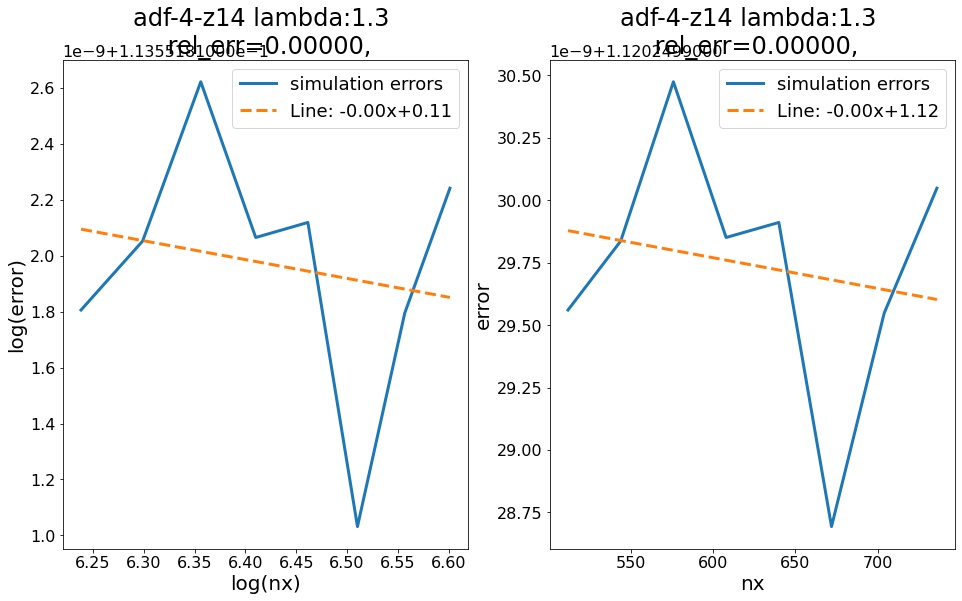 adf-4-z14 lambda:1.3
rel_err=0.00000,
1e−9+1.1355181000e−1
simulation errors
Line: -0.00x+0.11
2.6
2.4
2.2
2.0
1.8
1.6
1.4
1.2
1.0
log(error)
6.25
6.30
6.35
6.40
6.45
6.50
6.55
6.60
log(nx)
adf-4-z14 lambda:1.3
rel_err=0.00000,
1e−9+1.1202499000
simulation errors
Line: -0.00x+1.12
30.50
30.25
30.00
29.75
29.50
29.25
29.00
28.75
error
550
600
650
700
nx